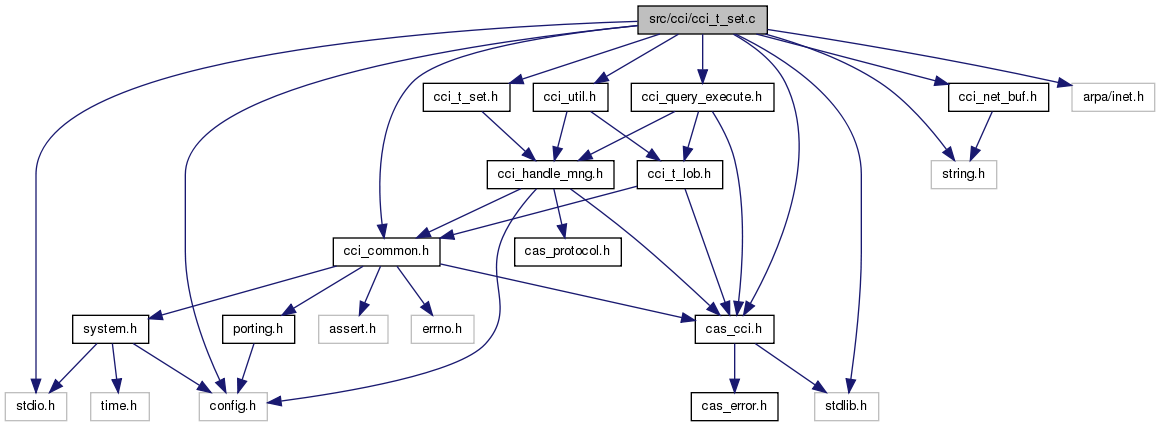 src/cci/cci_t_set.c
cci_t_set.h
cci_util.h
cci_query_execute.h
cci_net_buf.h
arpa/inet.h
cci_handle_mng.h
cci_t_lob.h
string.h
cci_common.h
cas_protocol.h
system.h
porting.h
assert.h
errno.h
cas_cci.h
stdio.h
time.h
config.h
cas_error.h
stdlib.h